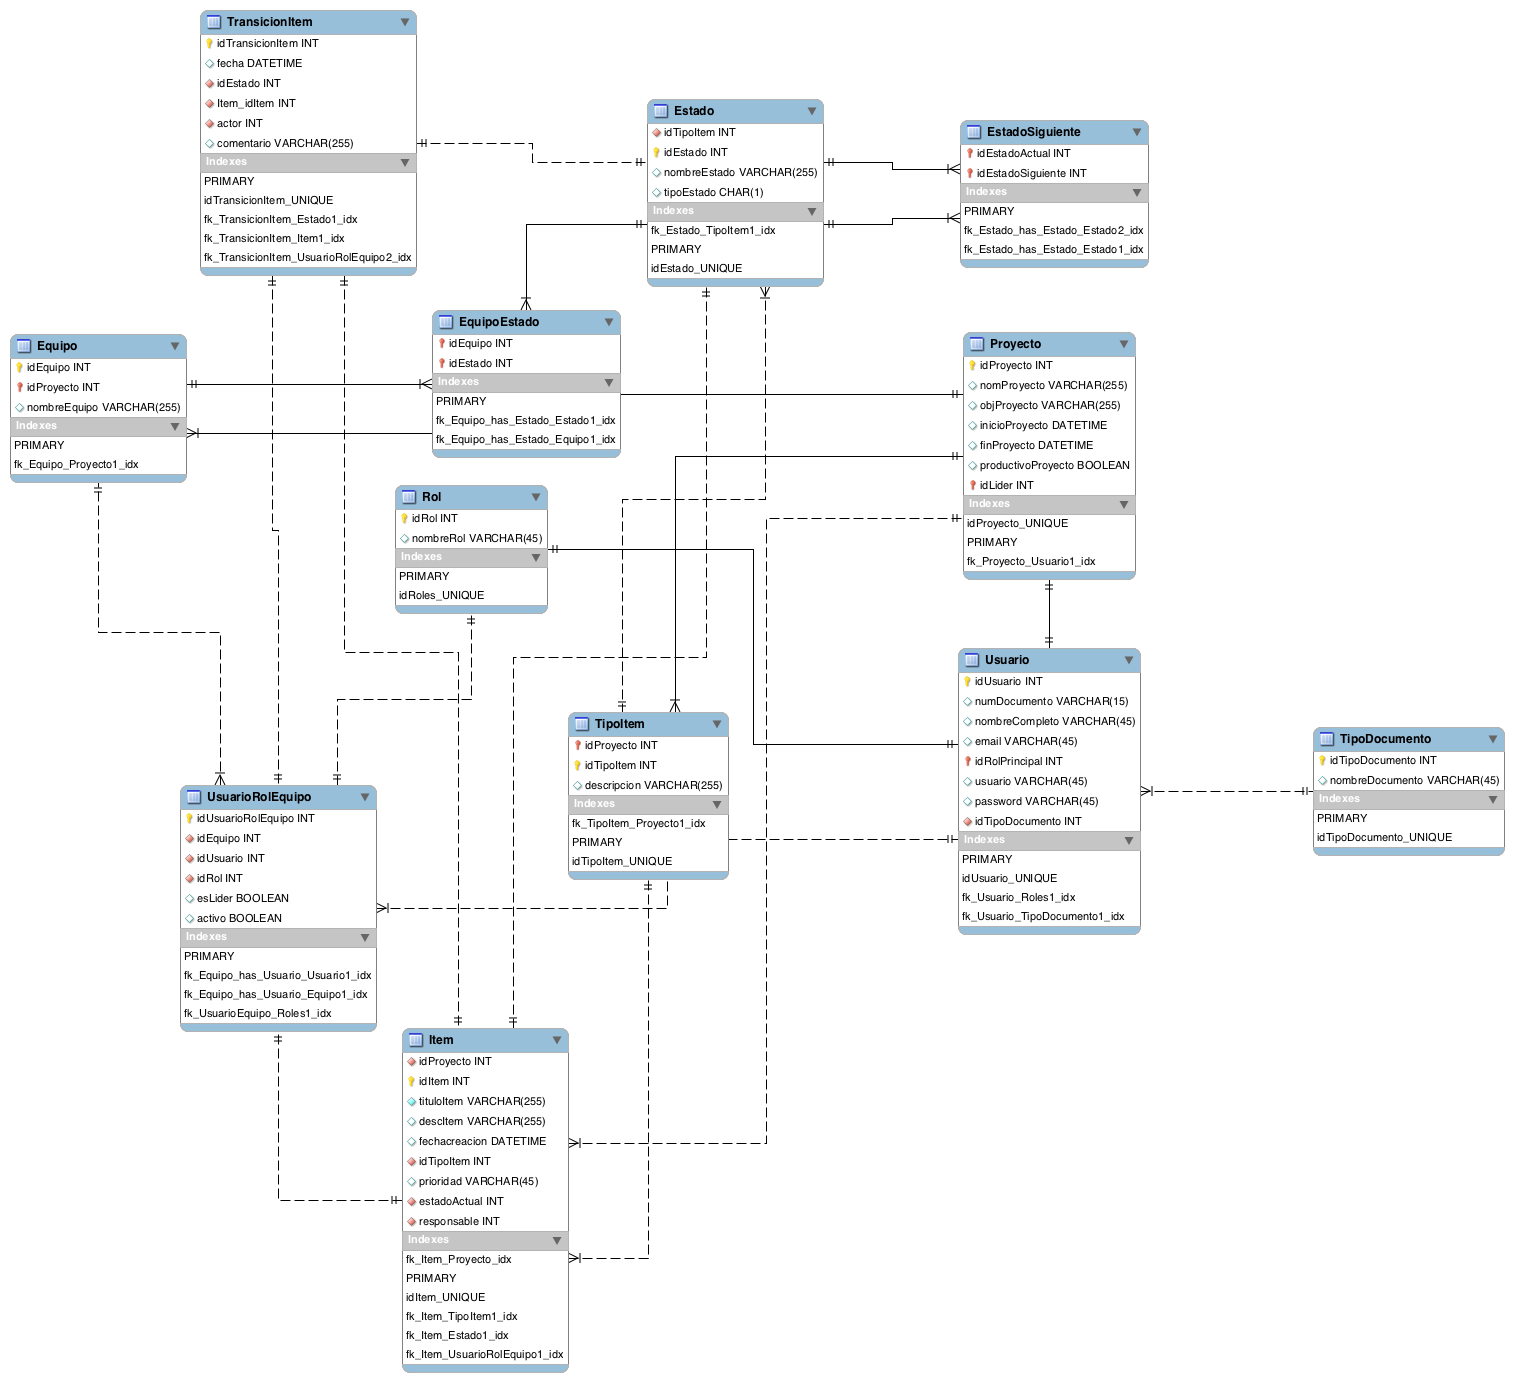 TransicionItem
idTransicionItem INT
fecha DATETIME
idEstado INT
Item_idItem INT
actor INT
comentario VARCHAR(255)
Indexes
PRIMARY
idTransicionItem_UNIQUE
fk_TransicionItem_Estado1_idx
fk_TransicionItem_Item1_idx
fk_TransicionItem_UsuarioRolEquipo2_idx
Estado
idTipoItem INT
idEstado INT
nombreEstado VARCHAR(255)
tipoEstado CHAR(1)
Indexes
fk_Estado_TipoItem1_idx
PRIMARY
idEstado_UNIQUE
EstadoSiguiente
idEstadoActual INT
idEstadoSiguiente INT
Indexes
PRIMARY
fk_Estado_has_Estado_Estado2_idx
fk_Estado_has_Estado_Estado1_idx
Equipo
idEquipo INT
idProyecto INT
nombreEquipo VARCHAR(255)
Indexes
PRIMARY
fk_Equipo_Proyecto1_idx
EquipoEstado
idEquipo INT
idEstado INT
Indexes
PRIMARY
fk_Equipo_has_Estado_Estado1_idx
fk_Equipo_has_Estado_Equipo1_idx
Proyecto
idProyecto INT
nomProyecto VARCHAR(255)
objProyecto VARCHAR(255)
inicioProyecto DATETIME
finProyecto DATETIME
productivoProyecto BOOLEAN
idLider INT
Indexes
idProyecto_UNIQUE
PRIMARY
fk_Proyecto_Usuario1_idx
Rol
idRol INT
nombreRol VARCHAR(45)
Indexes
PRIMARY
idRoles_UNIQUE
Usuario
idUsuario INT
numDocumento VARCHAR(15)
nombreCompleto VARCHAR(45)
email VARCHAR(45)
idRolPrincipal INT
usuario VARCHAR(45)
password VARCHAR(45)
idTipoDocumento INT
Indexes
PRIMARY
idUsuario_UNIQUE
fk_Usuario_Roles1_idx
fk_Usuario_TipoDocumento1_idx
TipoDocumento
idTipoDocumento INT
nombreDocumento VARCHAR(45)
Indexes
PRIMARY
idTipoDocumento_UNIQUE
TipoItem
idProyecto INT
idTipoItem INT
descripcion VARCHAR(255)
Indexes
fk_TipoItem_Proyecto1_idx
PRIMARY
idTipoItem_UNIQUE
UsuarioRolEquipo
idUsuarioRolEquipo INT
idEquipo INT
idUsuario INT
idRol INT
esLider BOOLEAN
activo BOOLEAN
Indexes
PRIMARY
fk_Equipo_has_Usuario_Usuario1_idx
fk_Equipo_has_Usuario_Equipo1_idx
fk_UsuarioEquipo_Roles1_idx
Item
idProyecto INT
idItem INT
tituloItem VARCHAR(255)
descItem VARCHAR(255)
fechacreacion DATETIME
idTipoItem INT
prioridad VARCHAR(45)
estadoActual INT
responsable INT
Indexes
fk_Item_Proyecto_idx
PRIMARY
idItem_UNIQUE
fk_Item_TipoItem1_idx
fk_Item_Estado1_idx
fk_Item_UsuarioRolEquipo1_idx